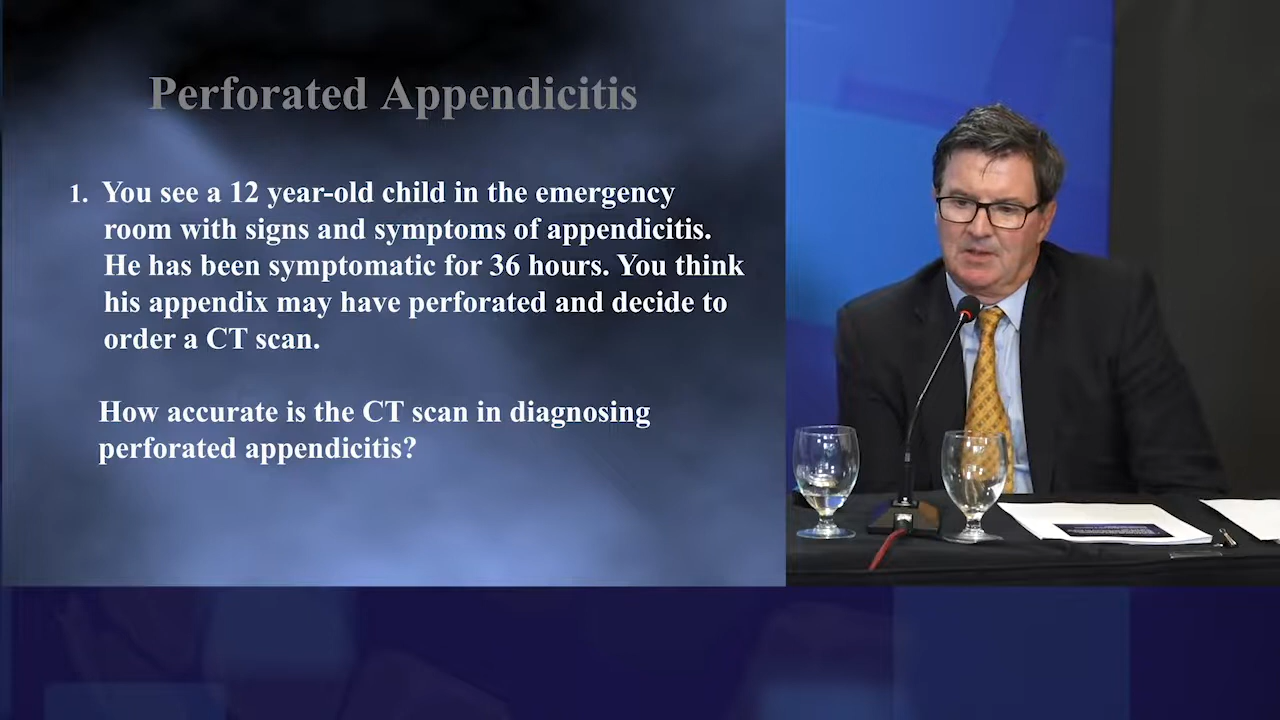 Perforated Appendicitis
1. You see a 12 year-old child in the emergency
room with signs and symptoms of appendicitis.
He has been symptomatic for 36 hours. You think
his appendix may have perforated and decide to
order a CT scan.
How accurate is the CT scan in diagnosing
perforated appendicitis?